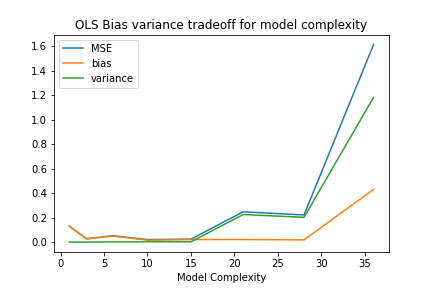 OLS Bias variance tradeoff for model complexity
MSE
bias
variance
1.6
1.4
1.2
1.0
0.8
0.6
0.4
0.2
0.0
0 5 10 15 20 25 30 35
Model Complexity